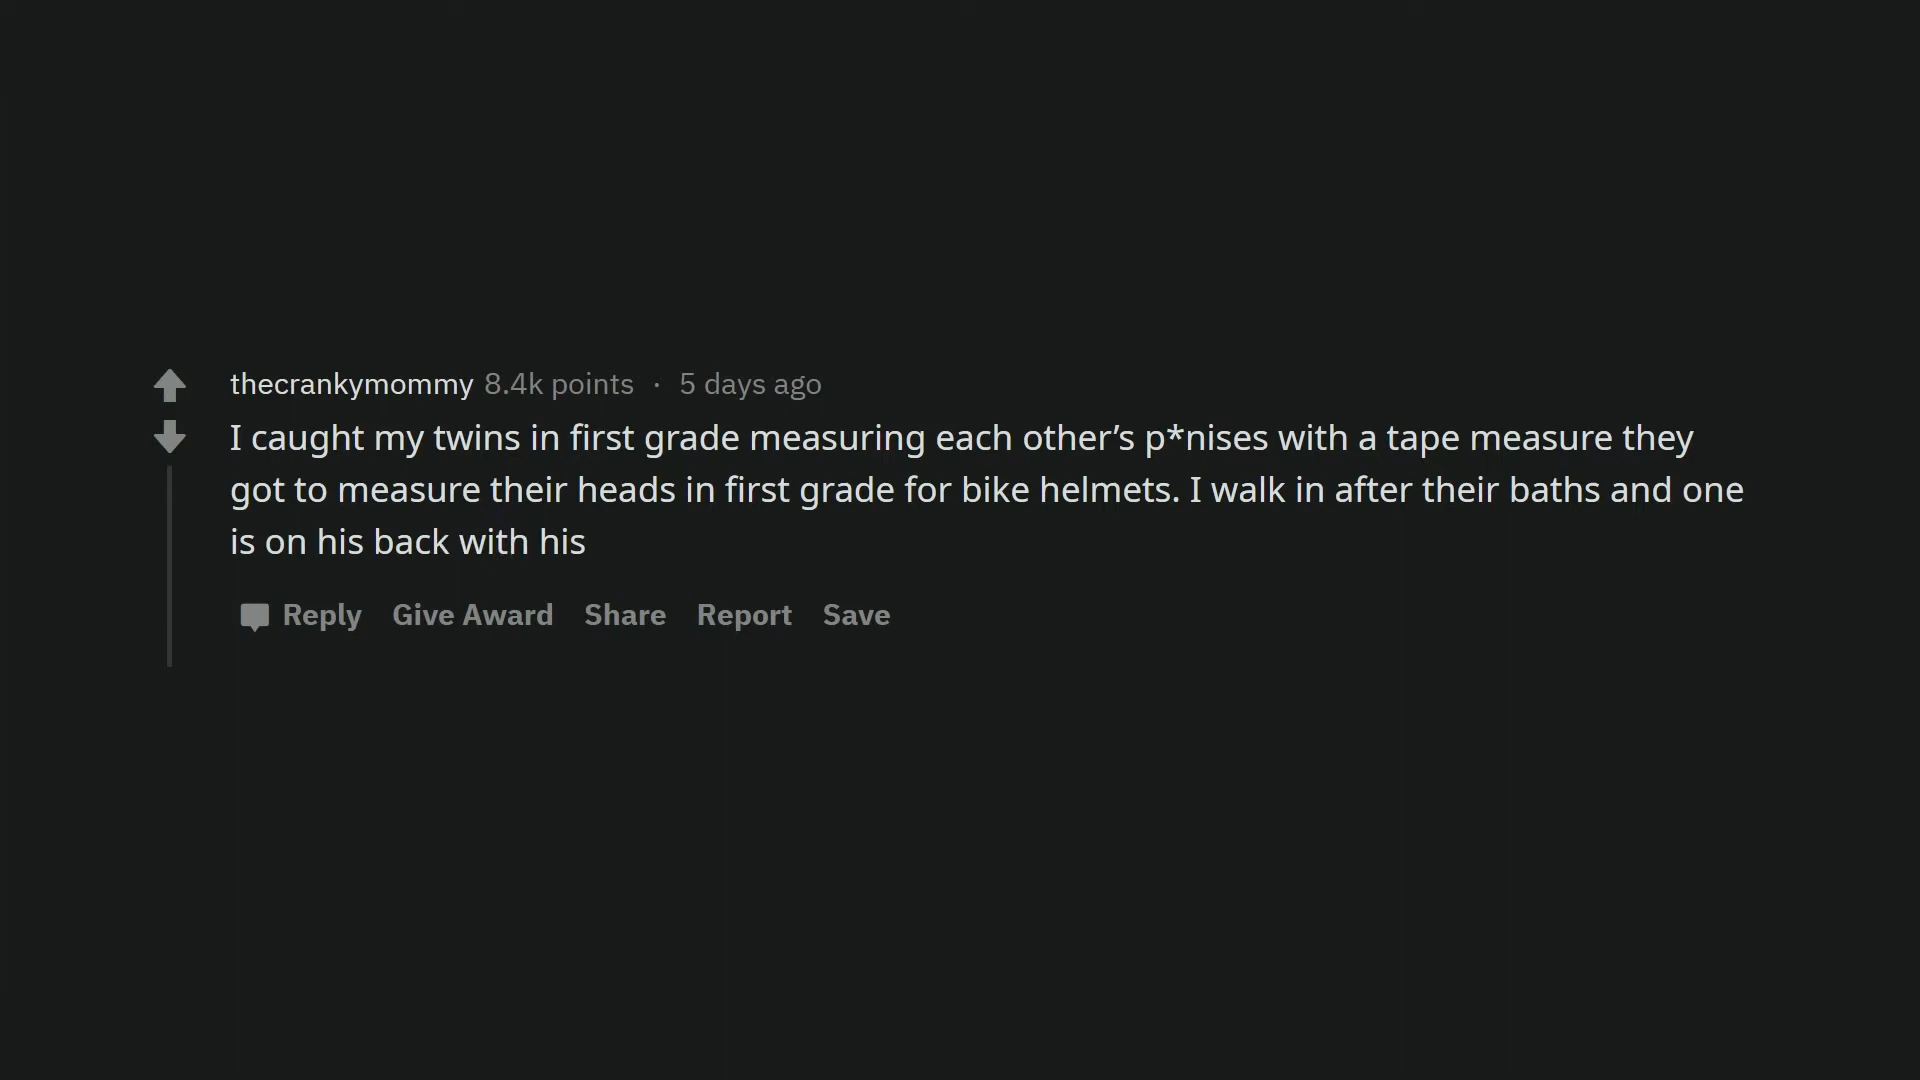 thecrankymommy 8.4k points · 5 days ago
I caught my twins in first grade measuring each other’s p*nises with a tape measure they
got to measure their heads in first grade for bike helmets. I walk in after their baths and one
is on his back with his
Reply Give Award Share Report Save